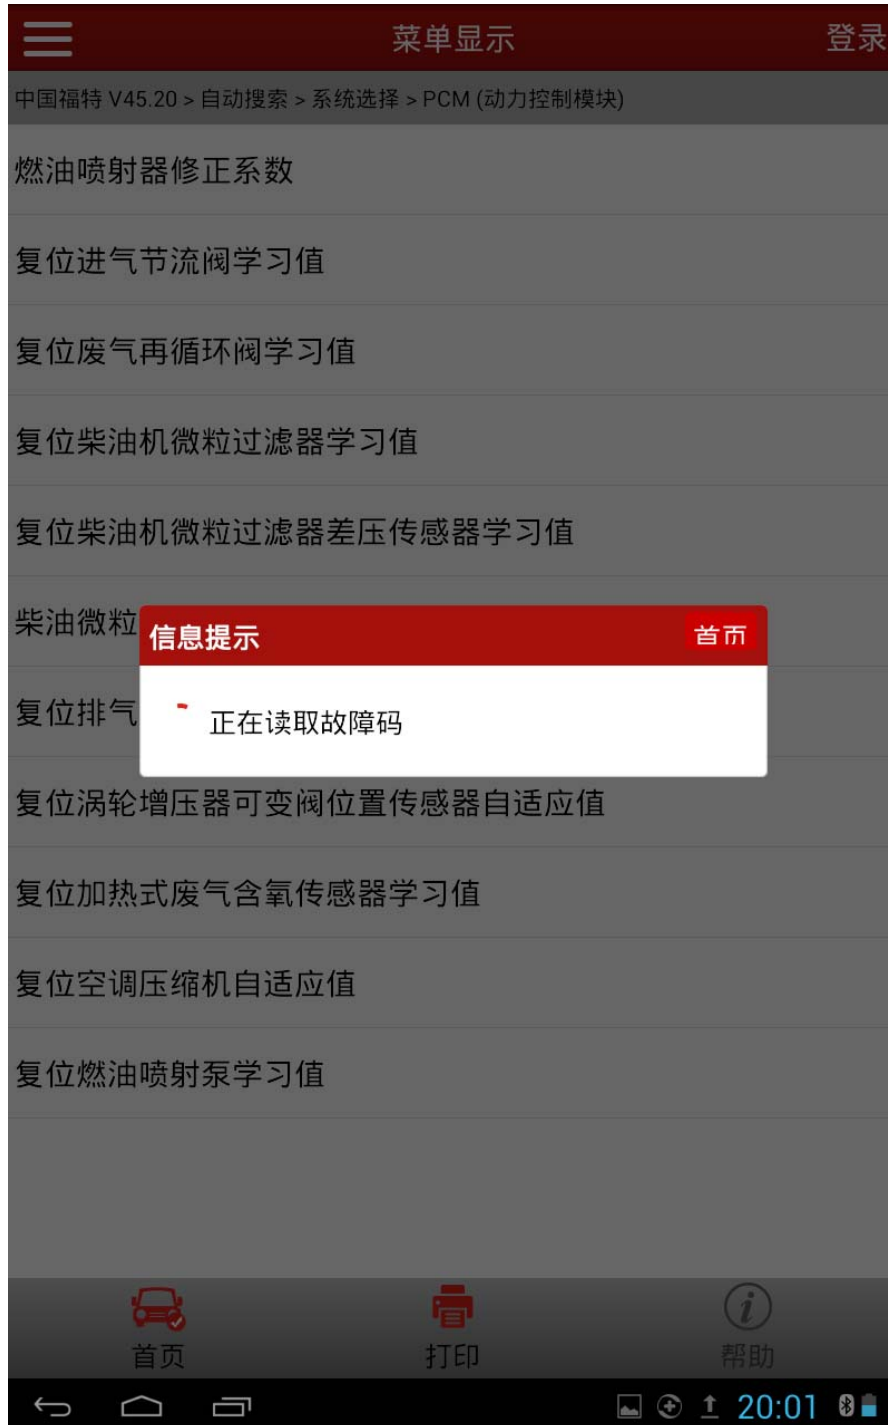 菜单显示
登录
中国福特 V45.20 > 自动搜索 > 系统选择 > PCM (动力控制模块)
燃油喷射器修正系数
复位进气节流阀学习值
复位废气再循环阀学习值
复位柴油机微粒过滤器学习值
复位柴油机微粒过滤器差压传感器学习值
柴油微粒
信息提示
首页
复位排气
正在读取故障码
复位涡轮增压器可变阀位置传感器自适应值
复位加热式废气含氧传感器学习值
复位空调压缩机自适应值
复位燃油喷射泵学习值
首页
打印
帮助
20:01